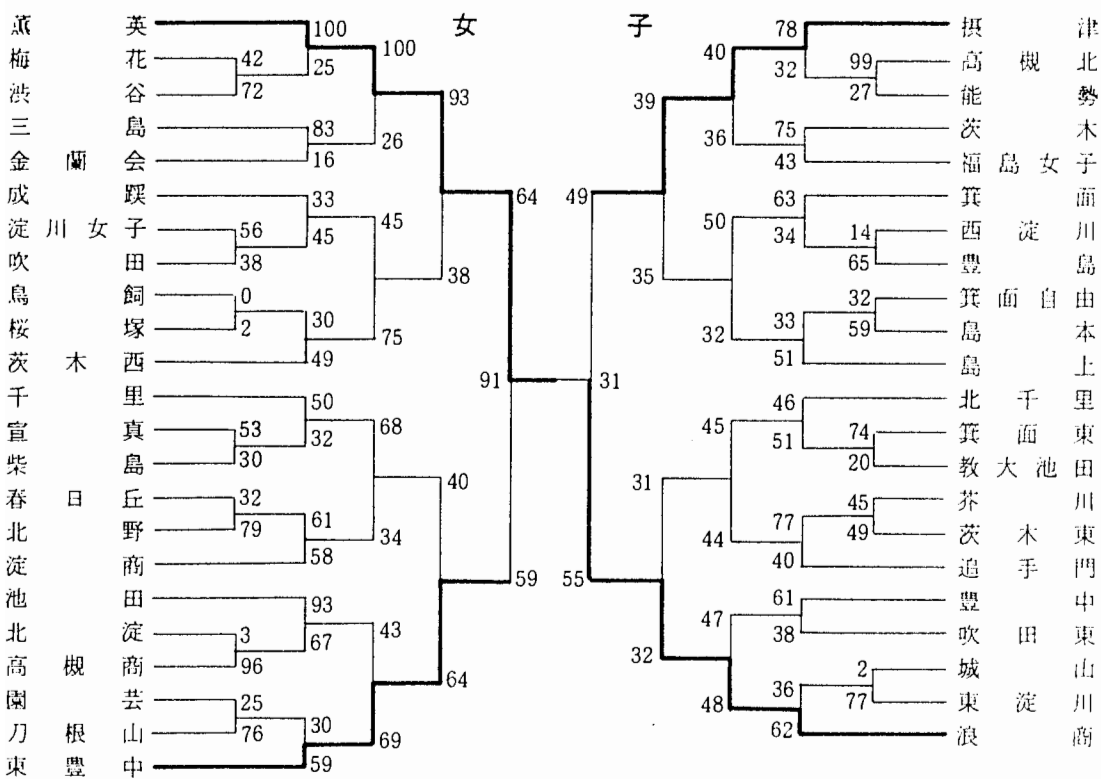 女 子
薫英 100
100
梅花 42
25
渋谷 72
93
三島 83
26
金蘭会 16
64
成蹊 33
45
淀川女子 56
45
吹田 38
38
鳥飼 0
30
桜塚 2
75
茨木西 49
91
千里 50
68
宣真 53
32
柴島 30
40
春日丘 32
61
北野 79
34
淀商 58
59
池田 93
43
北淀 3
67
高槻商 96
64
園芸 25
30
刀根山 76
69
東豊中 59
78 摂津
40
99 高槻北
32
27 能勢
39
75 茨木
36
43 福島女子
49
63 箕面
50
14 西淀川
34
65 豊島
35
32 箕面自由
33
59 島本
32
51 島上
31
46 北千里
45
74 箕面東
51
20 教大池田
31
45 芥川
77
49 茨木東
44
40 追手門
55
61 豊中
47
38 吹田東
32
2 城山
36
77 東淀川
48
62 浪商